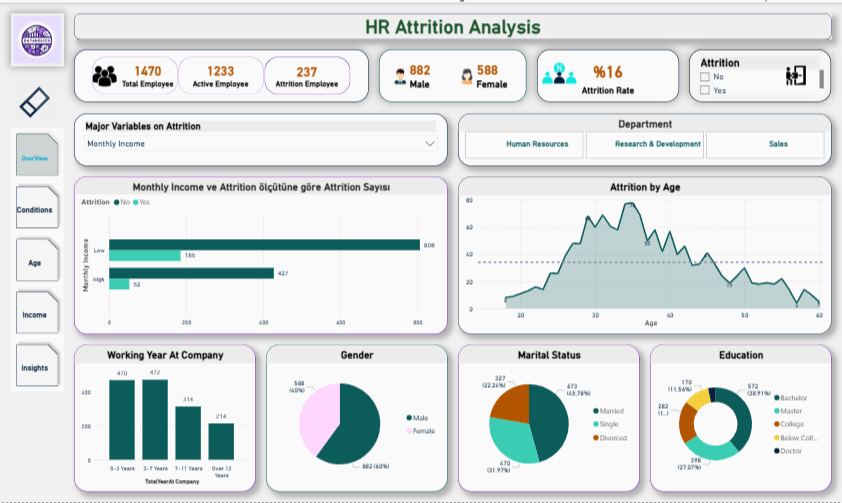 HR Attrition Analysis
1470
Total Employee
1233
Active Employee
237
Attrition Employee
882
Male
588
Female
%16
Attrition Rate
Attrition
No
Yes
OverView
Conditions
Age
Income
Insights
Major Variables on Attrition
Monthly Income
Department
Human Resources
Research & Development
Sales
Monthly Income ve Attrition ölçütüne göre Attrition Sayısı
Attrition No Yes
Monthly Income
Low
808
185
High
427
52
0 200 400 600 800
Attrition by Age
80
60
40
20
0
20 30 40 50 60
Age
Working Year At Company
400
200
0
470
472
314
214
0-3 Years
3-7 Years
7-11 Years
Over 12 Years
TotalYearAt Company
Gender
588
(40%)
882 (60%)
Male
Female
Marital Status
327
(22.24%)
673
(45.78%)
470
(31.97%)
Married
Single
Divorced
Education
170
(11.56%)
572
(38.91%)
282
(1...)
398
(27.07%)
Bachelor
Master
College
Below Coll...
Doctor